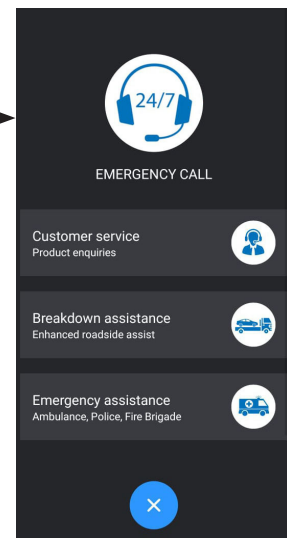 24/7
EMERGENCY CALL
Customer service
Product enquiries
Breakdown assistance
Enhanced roadside assist
Emergency assistance
Ambulance, Police, Fire Brigade